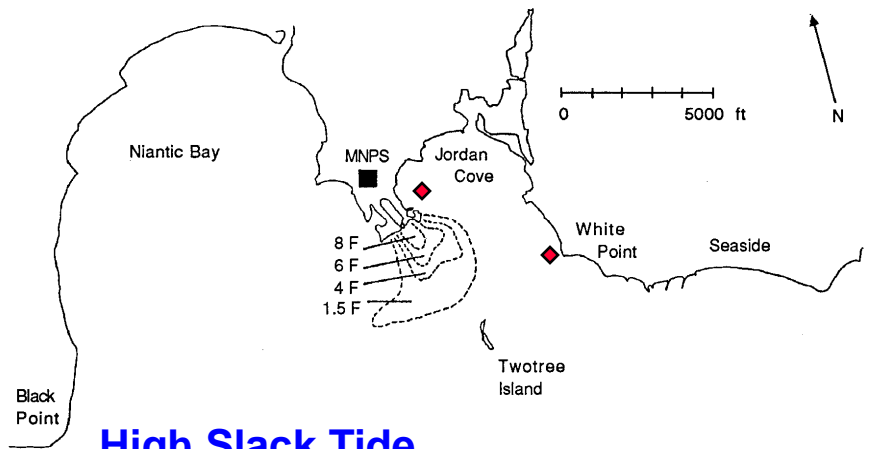 Niantic Bay
MNPS
Jordan
Cove
0
5000 ft
N
8 F
6 F
4 F
1.5 F
White
Point
Seaside
Twotree
Island
Black
Point
High Slack Tide